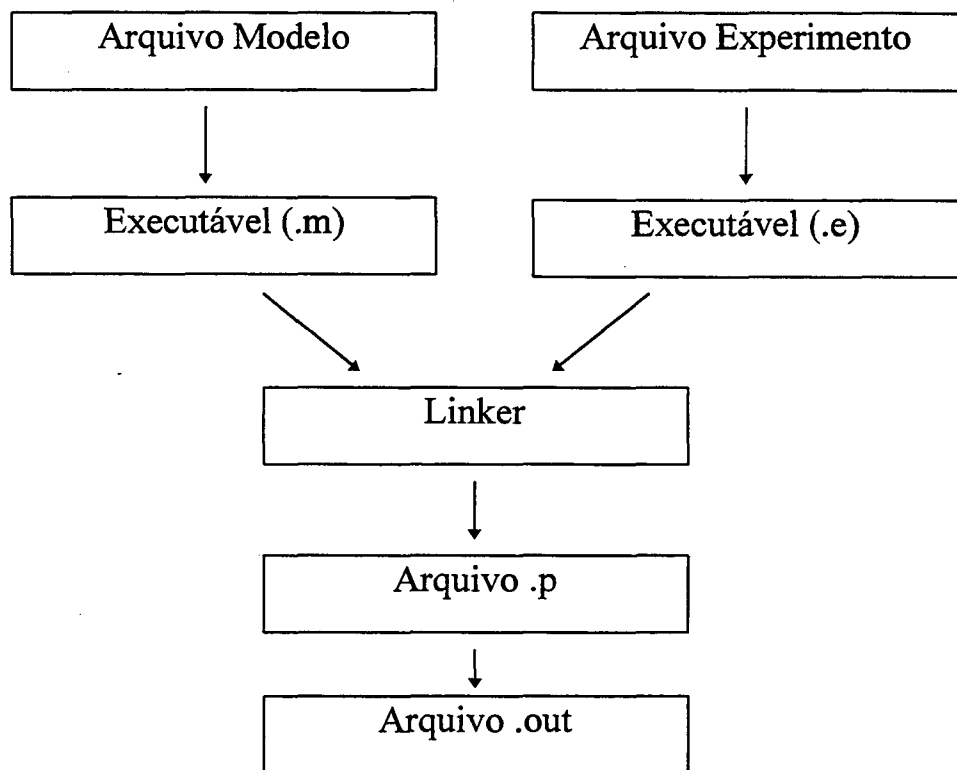 Arquivo Modelo
Arquivo Experimento
Executável (.m)
Executável (.e)
Linker
Arquivo .p
Arquivo .out